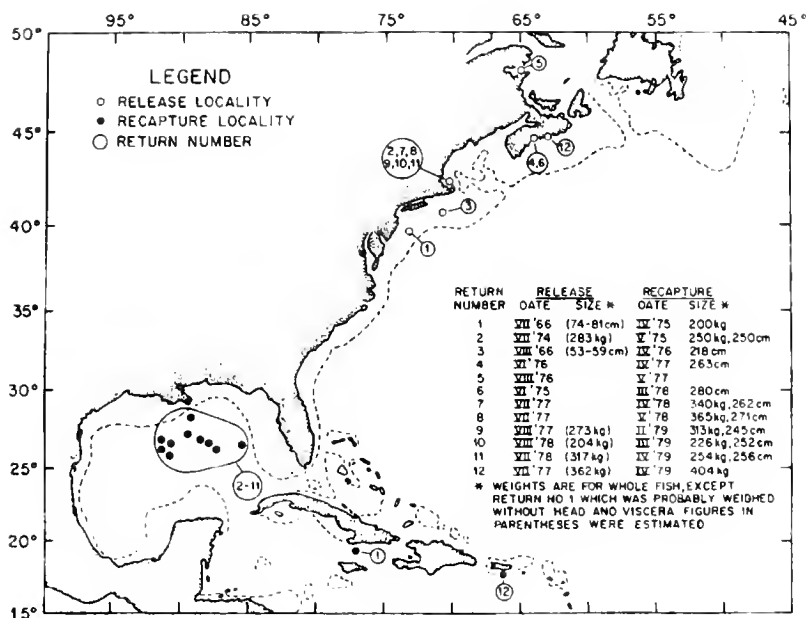 95° 85° 75° 65° 55° 45°
50°
45°
40°
35°
30°
25°
20°
15°
LEGEND
○ RELEASE LOCALITY
● RECAPTURE LOCALITY
◯ RETURN NUMBER
5
12
4,6
2,7,8
9,10,11
3
1
2-11
1
12
RETURN RELEASE RECAPTURE
NUMBER DATE SIZE * DATE SIZE *
1 VII '66 (74-81cm) IV '75 200kg
2 VII '74 (283kg) V '75 250kg,250cm
3 VIII '66 (53-59cm) IV '76 218cm
4 VI '76 IV '77 263cm
5 VIII '76 V '77
6 VI '75 III '78 280cm
7 VII '77 IV '78 340kg,262cm
8 VII '77 V '78 365kg,271cm
9 VIII '77 (273kg) II '79 313kg,245cm
10 VIII '78 (204kg) III '79 226kg,252cm
11 VII '78 (317kg) IV '79 254kg,256cm
12 VII '77 (362kg) IV '79 404kg
* WEIGHTS ARE FOR WHOLE FISH, EXCEPT
RETURN NO 1 WHICH WAS PROBABLY WEIGHED
WITHOUT HEAD AND VISCERA FIGURES IN
PARENTHESES WERE ESTIMATED